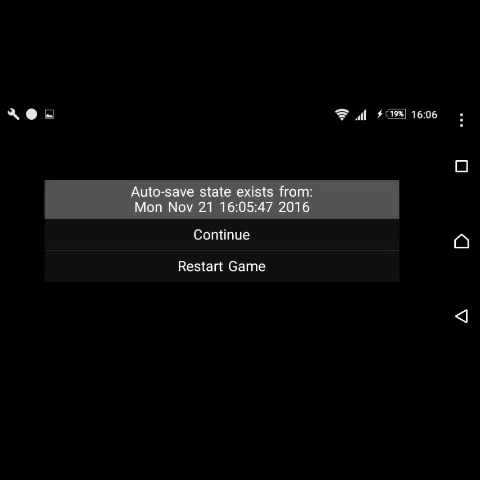 19% 16:06
Auto-save state exists from:
Mon Nov 21 16:05:47 2016
Continue
Restart Game